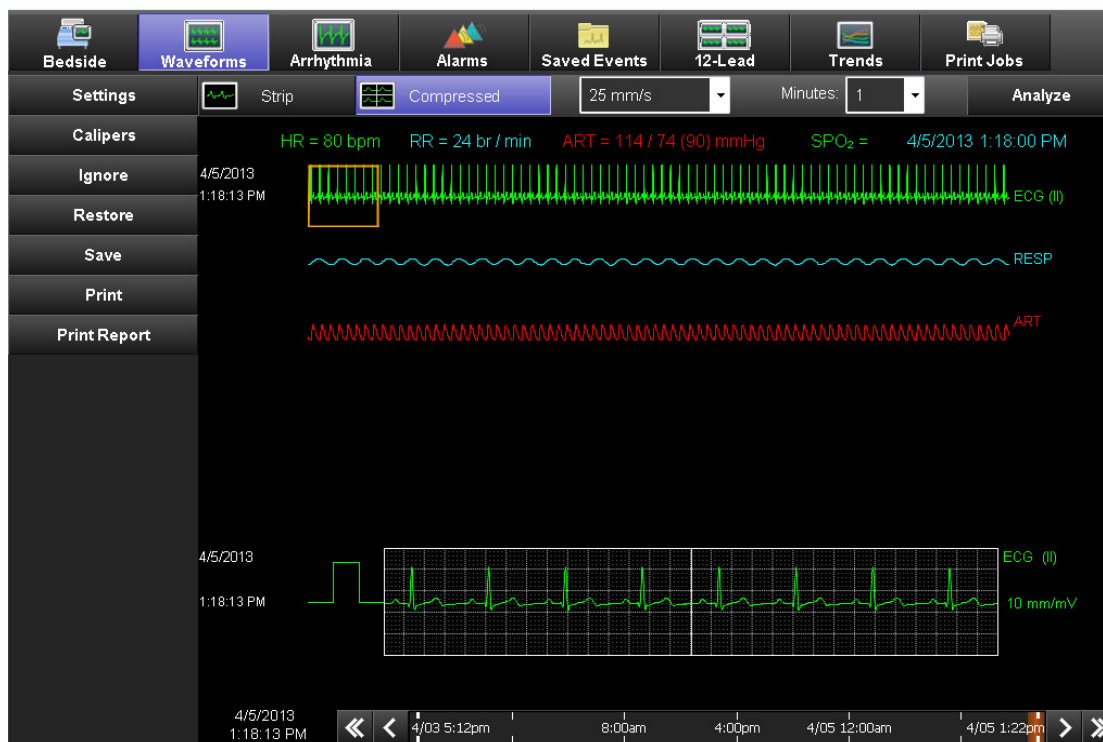 Bedside Waveforms Arrhythmia Alarms Saved Events 12-Lead Trends Print Jobs
Settings Strip Compressed 25 mm/s Minutes: 1 Analyze
Calipers
HR = 80 bpm RR = 24 br / min ART = 114 / 74 (90) mmHg SPO₂ = 4/5/2013 1:18:00 PM
Ignore
4/5/2013
1:18:13 PM
ECG (II)
Restore
Save
RESP
Print
Print Report
ART
4/5/2013
ECG (II)
1:18:13 PM
10 mm/mV
4/5/2013
1:18:13 PM
4/03 5:12pm 8:00am 4:00pm 4/05 12:00am 4/05 1:22pm